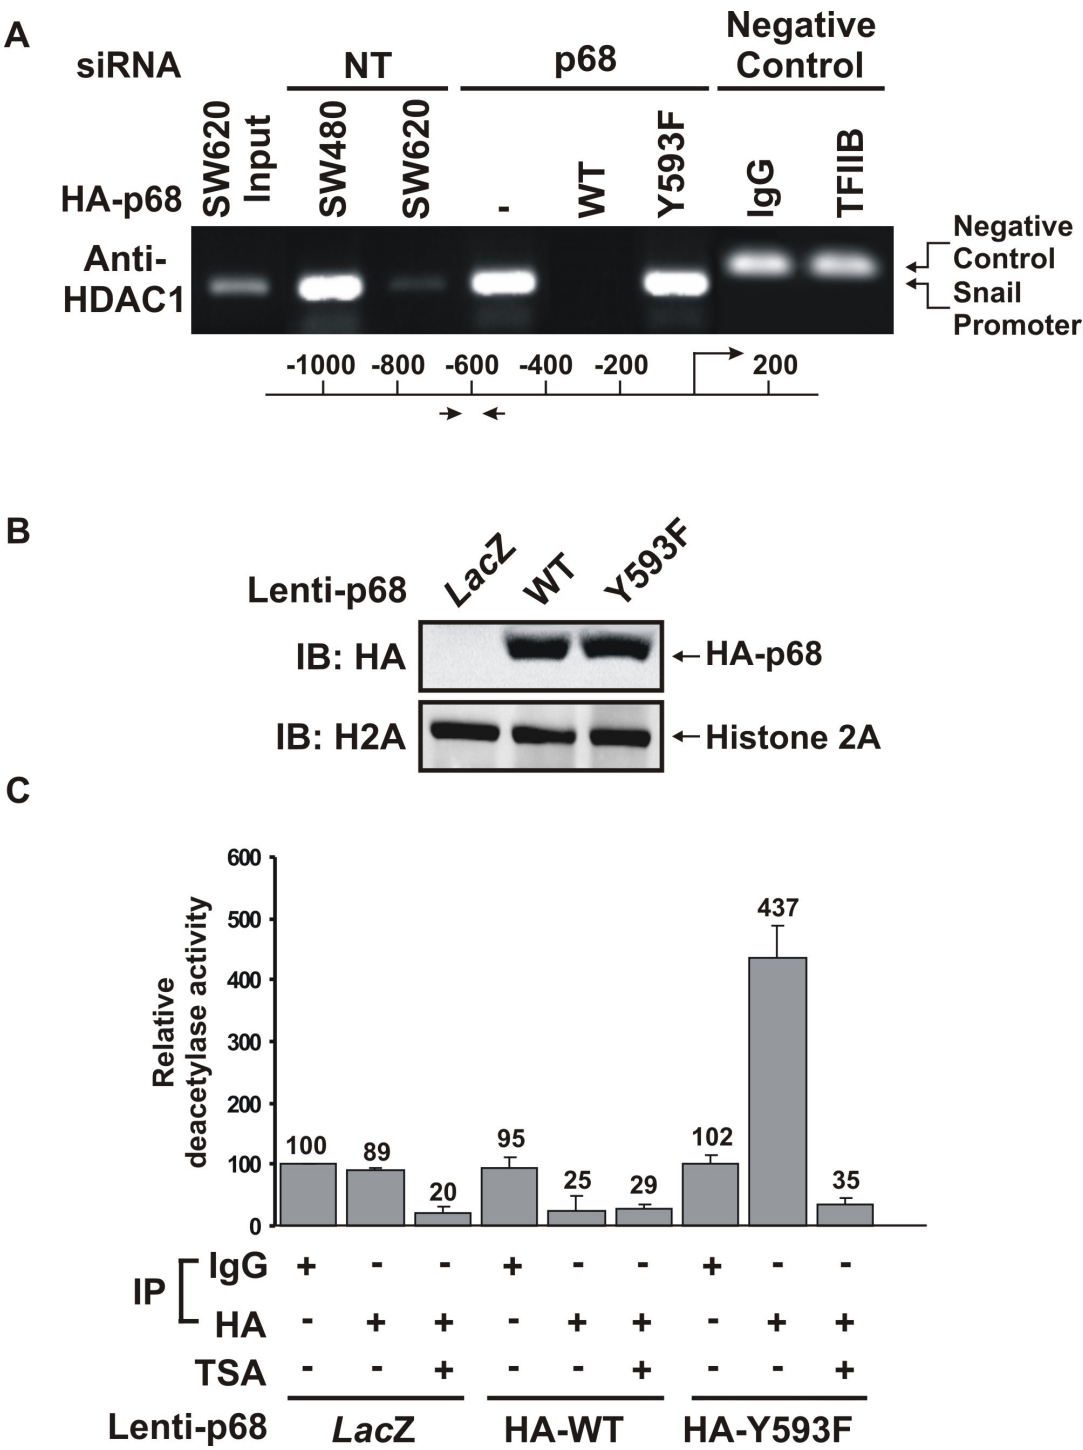 A
siRNA
NT
p68
Negative
Control
HA-p68
SW620
Input
SW480
SW620
-
WT
Y593F
IgG
TFIIB
Anti-
HDAC1
Negative
Control
Snail
Promoter
-1000 -800 -600 -400 -200 200
B
Lenti-p68 LacZ WT Y593F
IB: HA HA-p68
IB: H2A Histone 2A
C
Relative
deacetylase activity
600
500
400
300
200
100
0
100 89 20 95 25 29 102 437 35
IP
IgG + - - + - - + - -
HA - + + - + + - + +
TSA - - + - - + - - +
Lenti-p68 LacZ HA-WT HA-Y593F